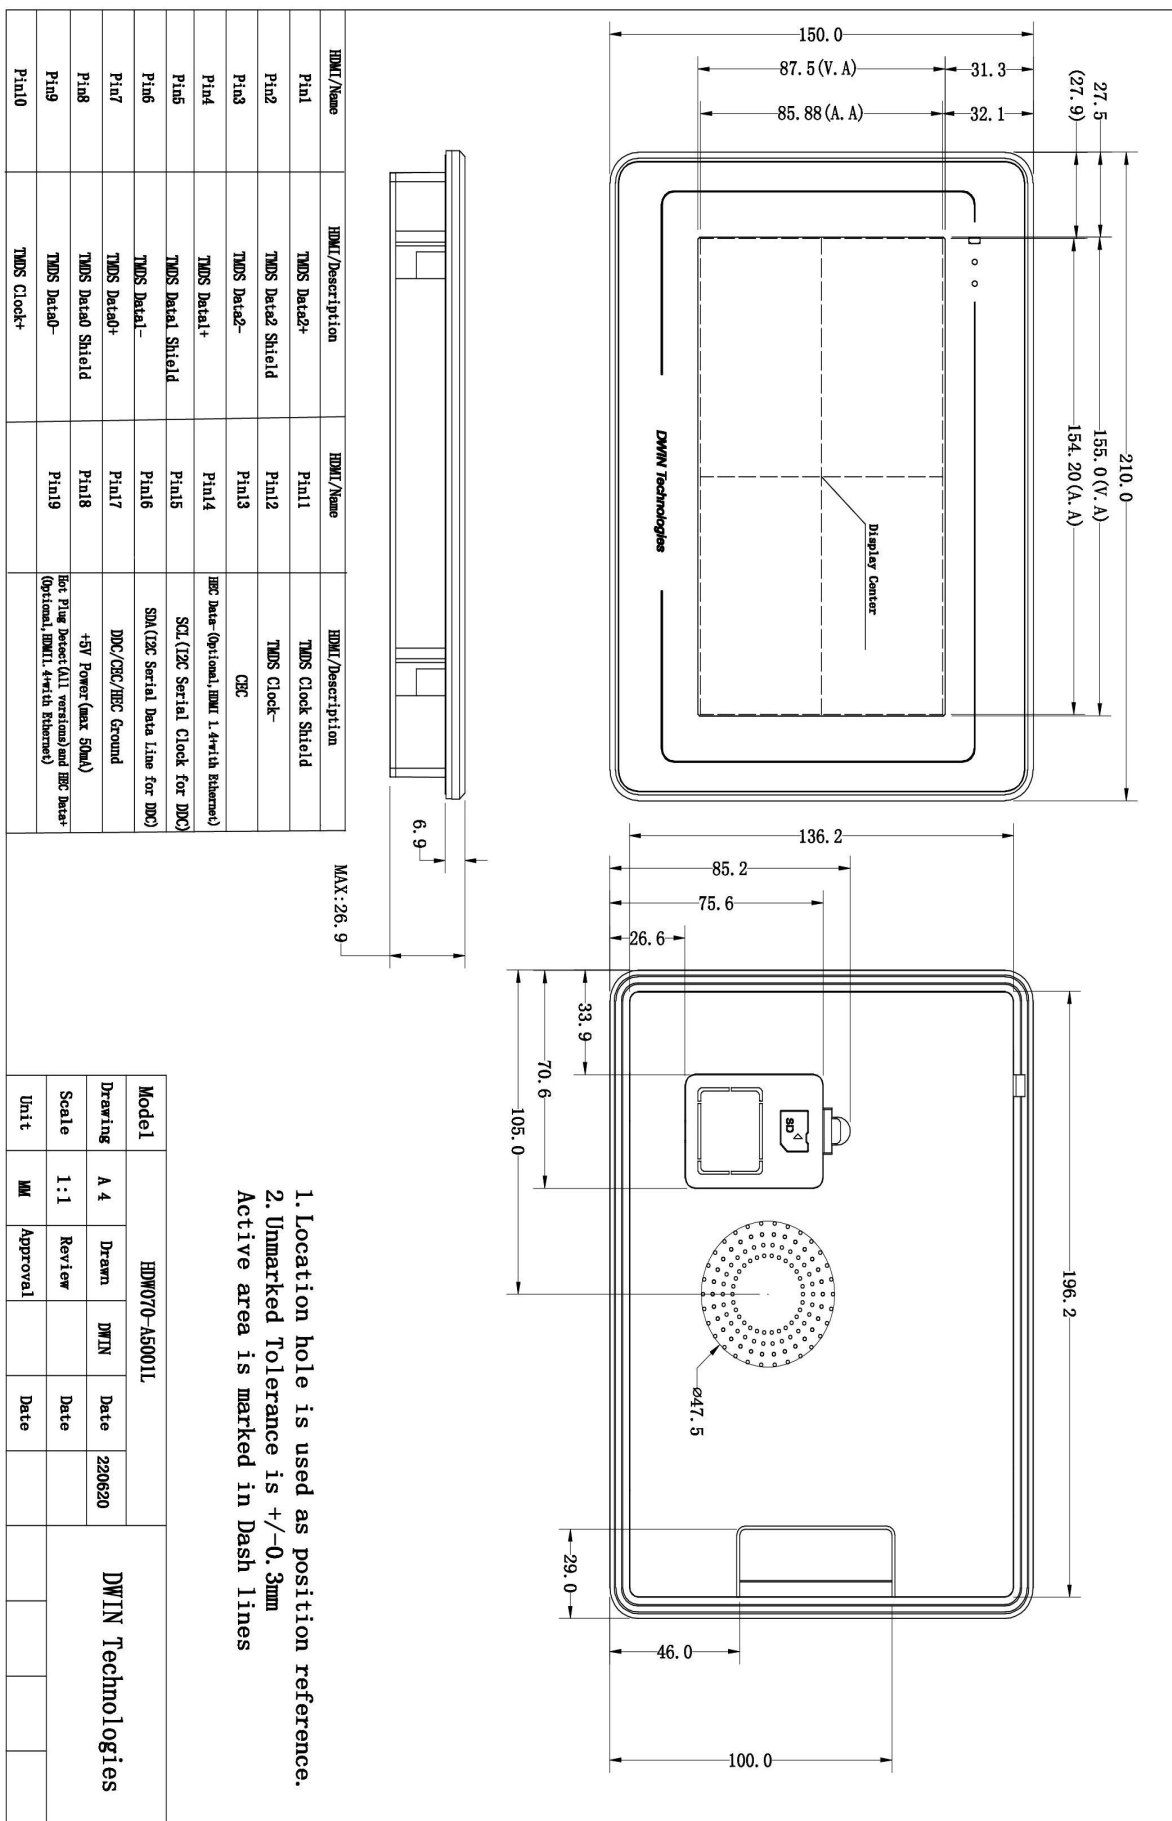 210.0
27.5
155.0(V.A)
(27.9)
154.20(A.A)
150.0
87.5(V.A)
31.3
85.88(A.A)
32.1
Display Center
DWIN Technologies
196.2
136.2
85.2
75.6
26.6
33.9
70.6
105.0
SD
ø47.5
29.0
46.0
100.0
6.9
MAX:26.9
1. Location hole is used as position reference.
2. Unmarked Tolerance is +/-0.3mm
Active area is marked in Dash lines
HDMI/Name HDMI/Description HDMI/Name HDMI/Description
Pin1 TMDS Data2+ Pin11 TMDS Clock Shield
Pin2 TMDS Data2 Shield Pin12 TMDS Clock-
Pin3 TMDS Data2- Pin13 CEC
Pin4 TMDS Data1+ Pin14 HEC Data-(Optional,HDMI 1.4+with Ethernet)
Pin5 TMDS Data1 Shield Pin15 SCL(I2C Serial Clock for DDC)
Pin6 TMDS Data1- Pin16 SDA(I2C Serial Data Line for DDC)
Pin7 TMDS Data0+ Pin17 DDC/CEC/HEC Ground
Pin8 TMDS Data0 Shield Pin18 +5V Power(max 50mA)
Pin9 TMDS Data0- Pin19 Hot Plug Detect(All versions)and HEC Data+
(Optional,HDMI1.4+with Ethernet)
Pin10 TMDS Clock+
Model HDW070-A5001L
Drawing A4 Drawn DWIN Date 220620
Scale 1:1 Review Date
Unit MM Approval Date
DWIN Technologies